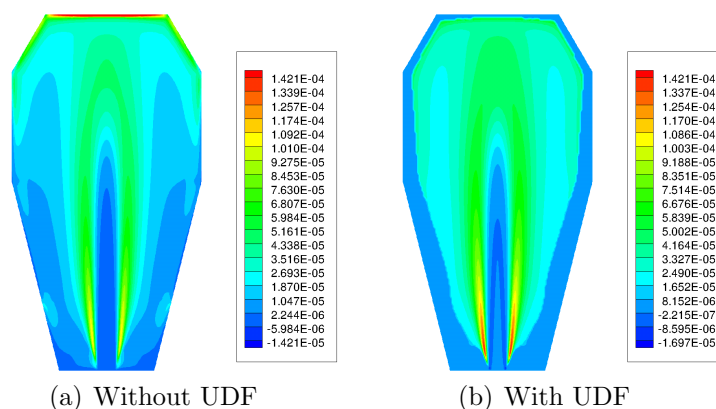 1.421E-04
1.339E-04
1.257E-04
1.174E-04
1.092E-04
1.010E-04
9.275E-05
8.453E-05
7.630E-05
6.807E-05
5.984E-05
5.161E-05
4.338E-05
3.516E-05
2.693E-05
1.870E-05
1.047E-05
2.244E-06
-5.984E-06
-1.421E-05
(a) Without UDF
1.421E-04
1.337E-04
1.254E-04
1.170E-04
1.086E-04
1.003E-04
9.188E-05
8.351E-05
7.514E-05
6.676E-05
5.839E-05
5.002E-05
4.164E-05
3.327E-05
2.490E-05
1.652E-05
8.152E-06
-2.215E-07
-8.595E-06
-1.697E-05
(b) With UDF